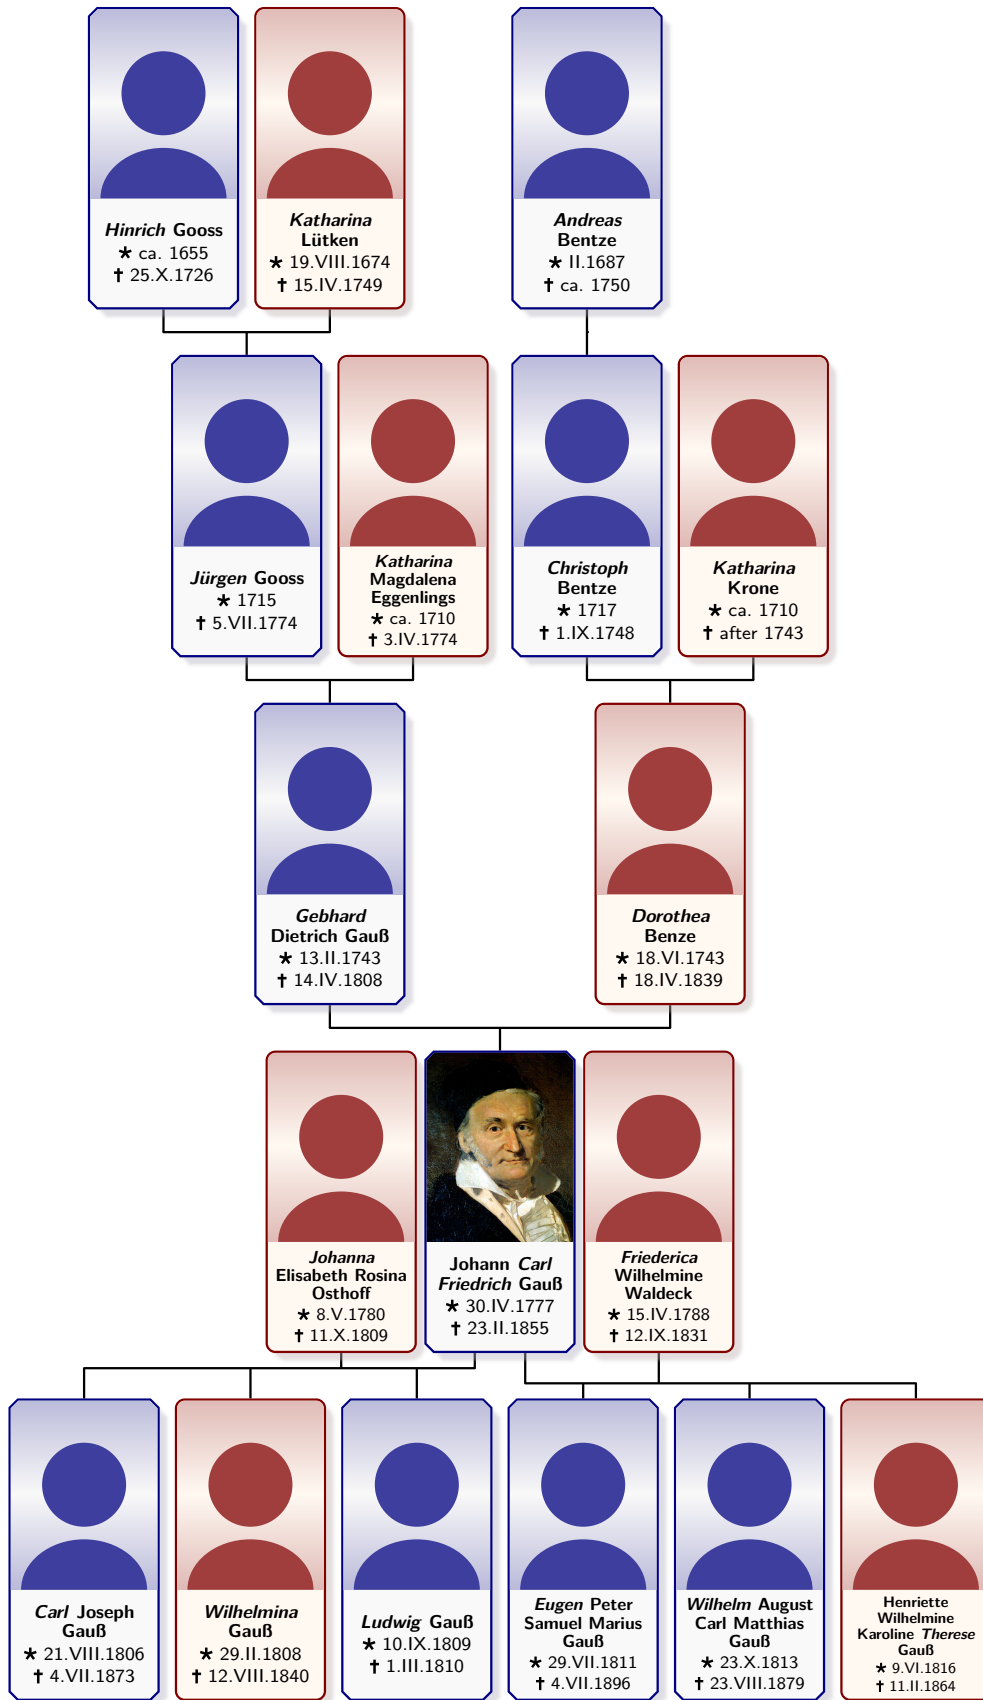 Hinrich Gooss
★ ca. 1655
† 25.X.1726
Katharina
Lütken
★ 19.VIII.1674
† 15.IV.1749
Andreas
Bentze
★ II.1687
† ca. 1750
Jürgen Gooss
★ 1715
† 5.VII.1774
Katharina
Magdalena
Eggenlings
★ ca. 1710
† 3.IV.1774
Christoph
Bentze
★ 1717
† 1.IX.1748
Katharina
Krone
★ ca. 1710
† after 1743
Gebhard
Dietrich Gauß
★ 13.II.1743
† 14.IV.1808
Dorothea
Benze
★ 18.VI.1743
† 18.IV.1839
Johanna
Elisabeth Rosina
Osthoff
★ 8.V.1780
† 11.X.1809
Johann Carl
Friedrich Gauß
★ 30.IV.1777
† 23.II.1855
Friederica
Wilhelmine
Waldeck
★ 15.IV.1788
† 12.IX.1831
Carl Joseph
Gauß
★ 21.VIII.1806
† 4.VII.1873
Wilhelmina
Gauß
★ 29.II.1808
† 12.VIII.1840
Ludwig Gauß
★ 10.IX.1809
† 1.III.1810
Eugen Peter
Samuel Marius
Gauß
★ 29.VII.1811
† 4.VII.1896
Wilhelm August
Carl Matthias
Gauß
★ 23.X.1813
† 23.VIII.1879
Henriette
Wilhelmine
Karoline Therese
Gauß
★ 9.VI.1816
† 11.II.1864